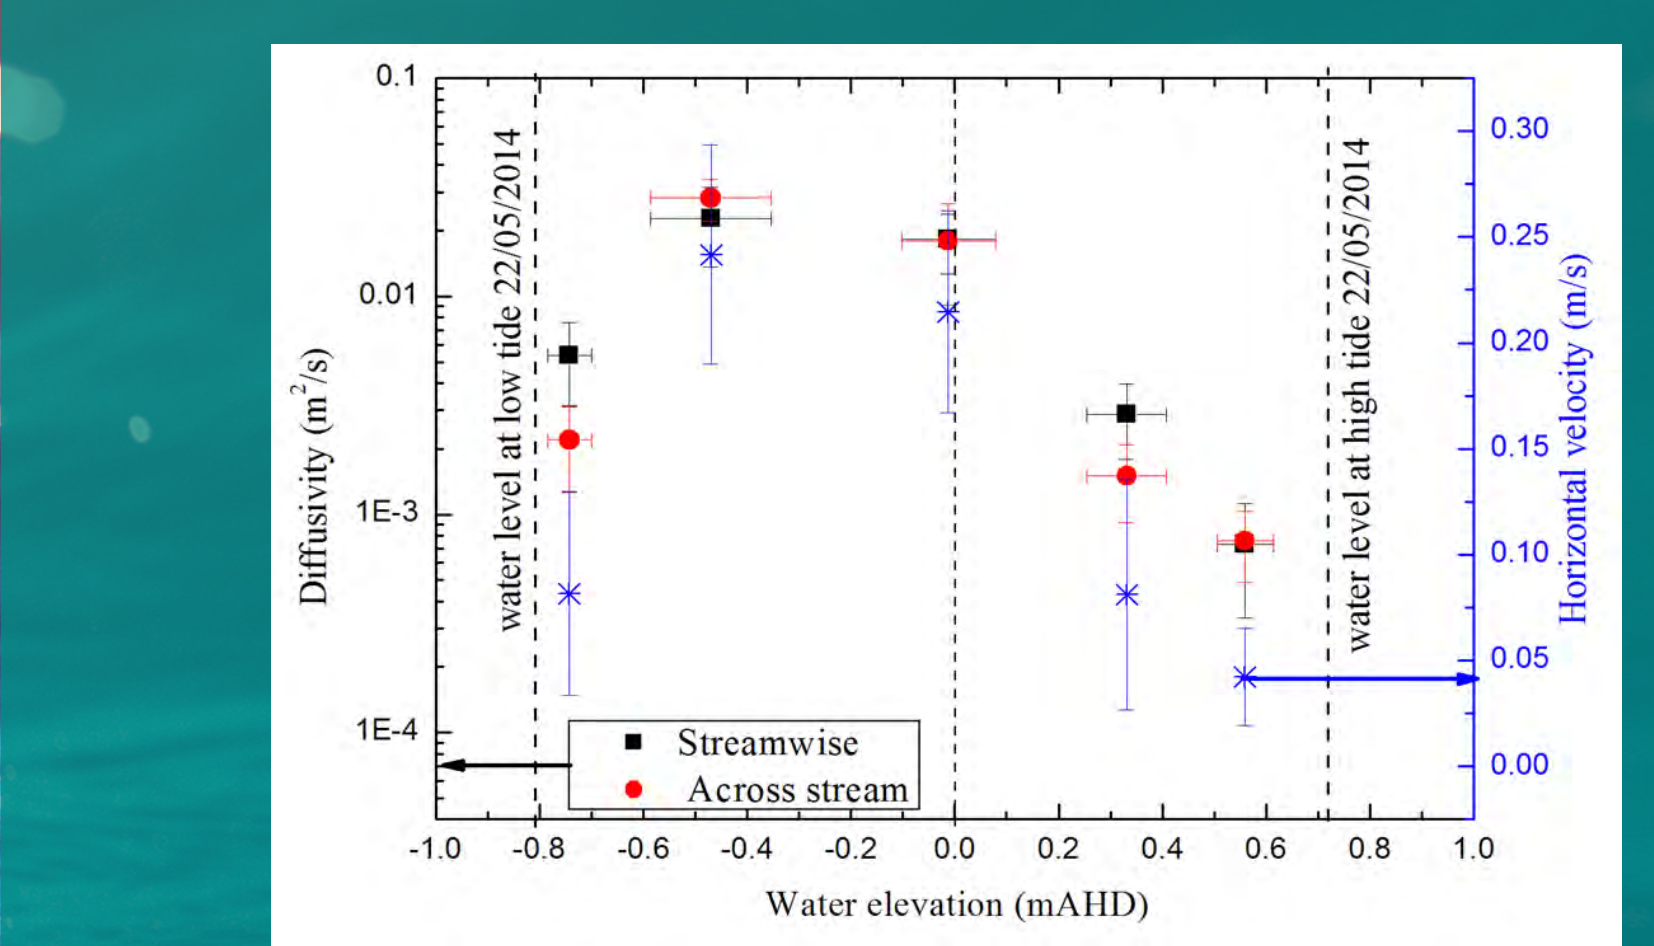 0.1
0.01
1E-3
1E-4
Diffusivity (m²/s)
water level at low tide 22/05/2014
water level at high tide 22/05/2014
0.30
0.25
0.20
0.15
0.10
0.05
0.00
Horizontal velocity (m/s)
Streamwise
Across stream
-1.0 -0.8 -0.6 -0.4 -0.2 0.0 0.2 0.4 0.6 0.8 1.0
Water elevation (mAHD)